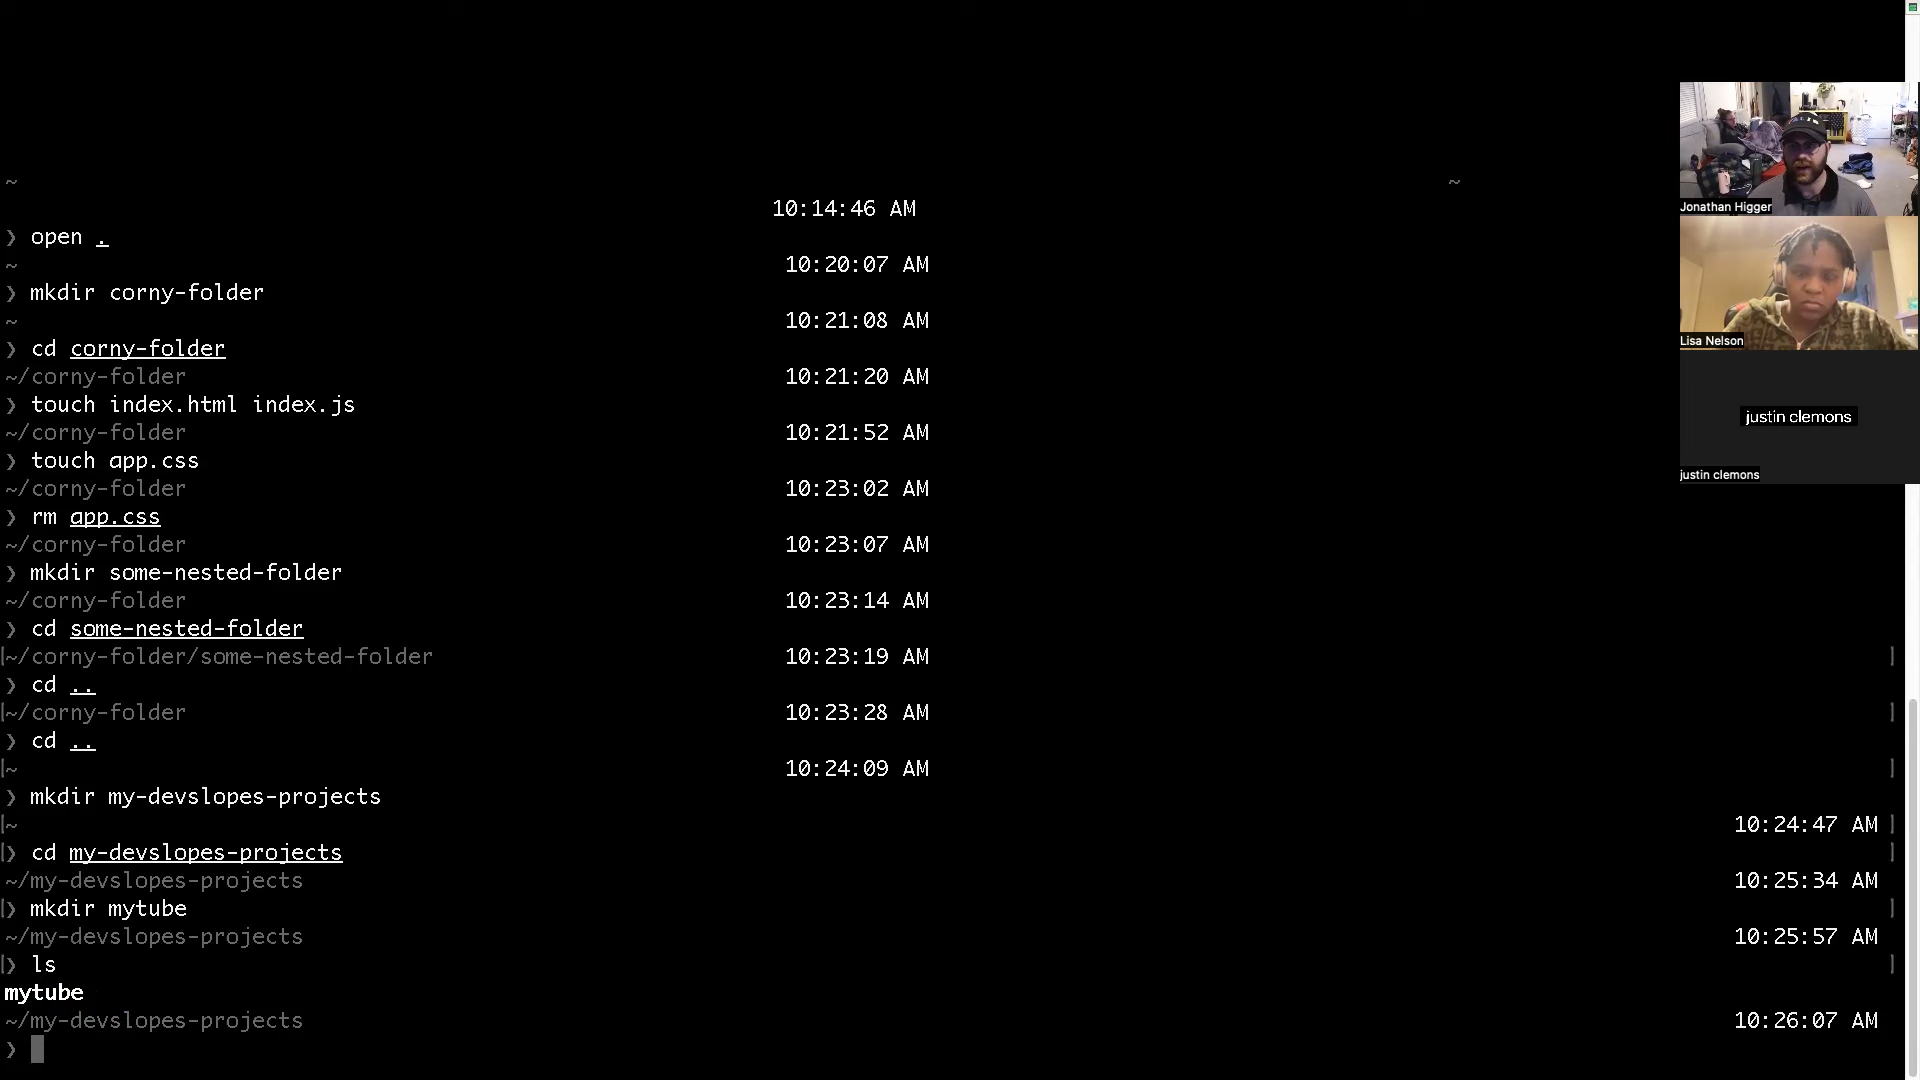 ~ ~
10:14:46 AM
❯ open .
~ 10:20:07 AM
❯ mkdir corny-folder
~ 10:21:08 AM
❯ cd corny-folder
~/corny-folder 10:21:20 AM
❯ touch index.html index.js
~/corny-folder 10:21:52 AM
❯ touch app.css
~/corny-folder 10:23:02 AM
❯ rm app.css
~/corny-folder 10:23:07 AM
❯ mkdir some-nested-folder
~/corny-folder 10:23:14 AM
❯ cd some-nested-folder
[~/corny-folder/some-nested-folder 10:23:19 AM ]
❯ cd ..
[~/corny-folder 10:23:28 AM ]
❯ cd ..
[~ 10:24:09 AM ]
❯ mkdir my-devslopes-projects
[~ 10:24:47 AM ]
[❯ cd my-devslopes-projects ]
~/my-devslopes-projects 10:25:34 AM
[❯ mkdir mytube ]
~/my-devslopes-projects 10:25:57 AM
[❯ ls ]
mytube
~/my-devslopes-projects 10:26:07 AM
❯
Jonathan Higger
Lisa Nelson
justin clemons
justin clemons